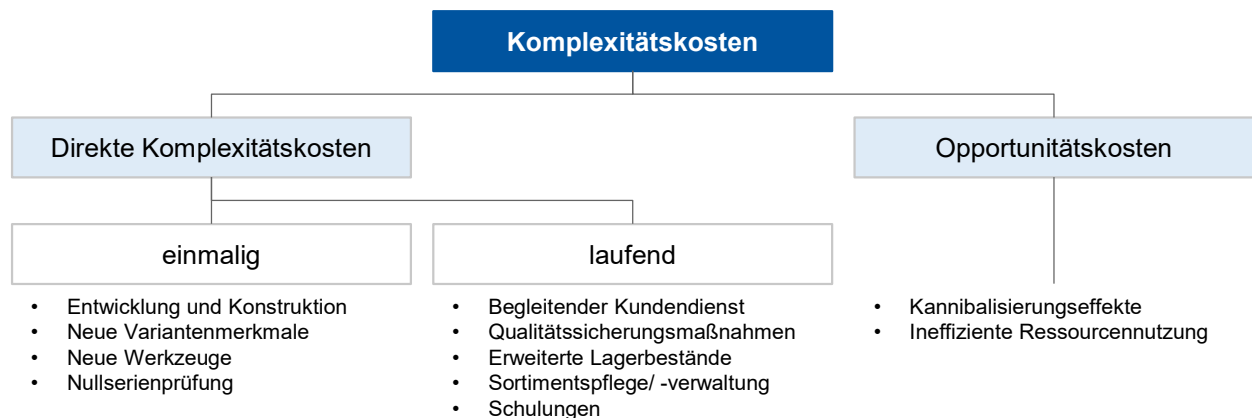 Komplexitätskosten
Direkte Komplexitätskosten
Opportunitätskosten
einmalig
laufend
• Entwicklung und Konstruktion
• Neue Variantenmerkmale
• Neue Werkzeuge
• Nullserienprüfung
• Begleitender Kundendienst
• Qualitätssicherungsmaßnahmen
• Erweiterte Lagerbestände
• Sortimentspflege/ -verwaltung
• Schulungen
• Kannibalisierungseffekte
• Ineffiziente Ressourcennutzung